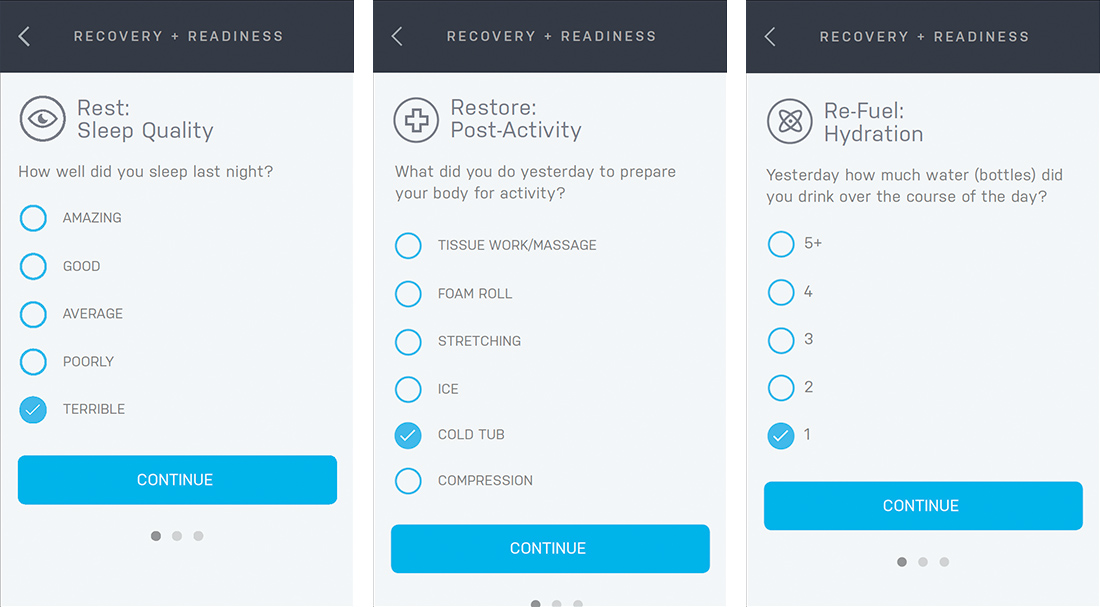 RECOVERY + READINESS
Rest:
Sleep Quality
How well did you sleep last night?
AMAZING
GOOD
AVERAGE
POORLY
TERRIBLE
CONTINUE
RECOVERY + READINESS
Restore:
Post-Activity
What did you do yesterday to prepare
your body for activity?
TISSUE WORK/MASSAGE
FOAM ROLL
STRETCHING
ICE
COLD TUB
COMPRESSION
CONTINUE
RECOVERY + READINESS
Re-Fuel:
Hydration
Yesterday how much water (bottles) did
you drink over the course of the day?
5+
4
3
2
1
CONTINUE